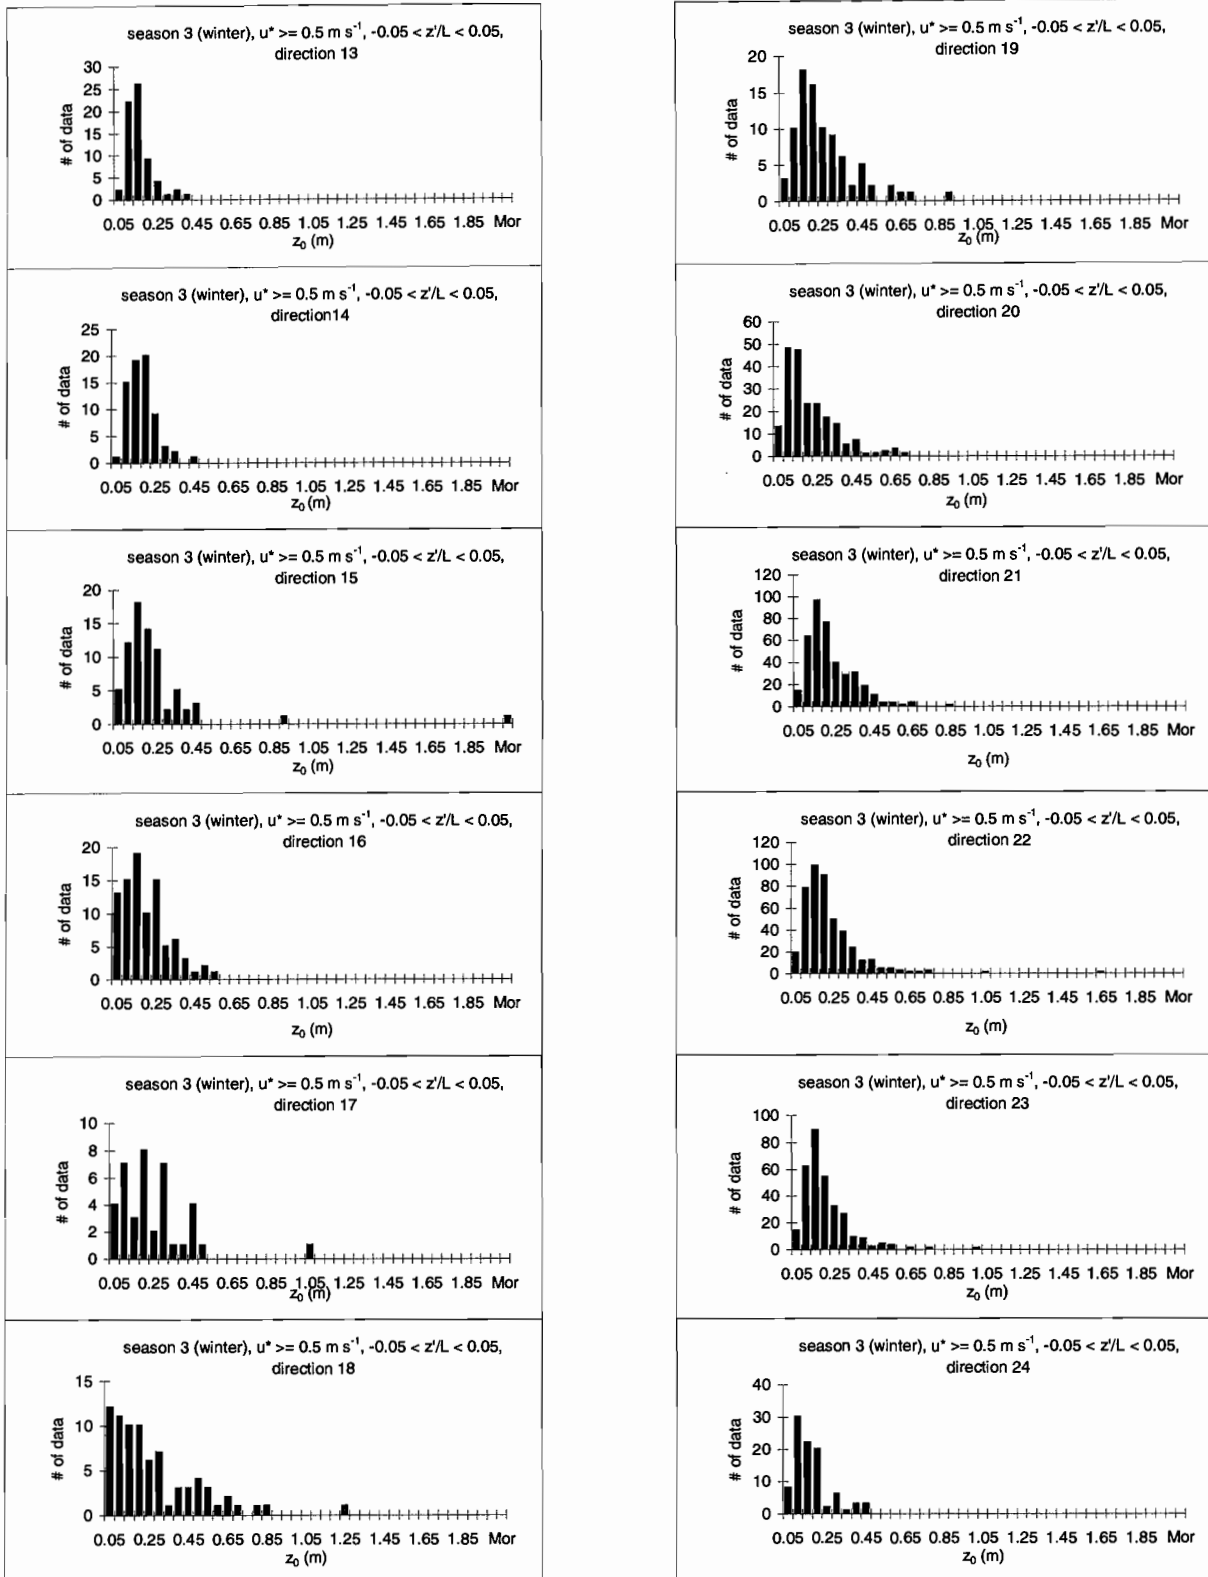 season 3 (winter), u* >= 0.5 m s-1, -0.05 < z'/L < 0.05,
direction 13
30
25
20
15
10
5
0
# of data
0.05 0.25 0.45 0.65 0.85 1.05 1.25 1.45 1.65 1.85 Mor
z0 (m)
season 3 (winter), u* >= 0.5 m s-1, -0.05 < z'/L < 0.05,
direction14
25
20
15
10
5
0
# of data
0.05 0.25 0.45 0.65 0.85 1.05 1.25 1.45 1.65 1.85 Mor
z0 (m)
season 3 (winter), u* >= 0.5 m s-1, -0.05 < z'/L < 0.05,
direction 15
20
15
10
5
0
# of data
0.05 0.25 0.45 0.65 0.85 1.05 1.25 1.45 1.65 1.85 Mor
z0 (m)
season 3 (winter), u* >= 0.5 m s-1, -0.05 < z'/L < 0.05,
direction 16
20
15
10
5
0
# of data
0.05 0.25 0.45 0.65 0.85 1.05 1.25 1.45 1.65 1.85 Mor
z0 (m)
season 3 (winter), u* >= 0.5 m s-1, -0.05 < z'/L < 0.05,
direction 17
10
8
6
4
2
0
# of data
0.05 0.25 0.45 0.65 0.85 1.05 1.25 1.45 1.65 1.85 Mor
z0 (m)
season 3 (winter), u* >= 0.5 m s-1, -0.05 < z'/L < 0.05,
direction 18
15
10
5
0
# of data
0.05 0.25 0.45 0.65 0.85 1.05 1.25 1.45 1.65 1.85 Mor
z0 (m)
season 3 (winter), u* >= 0.5 m s-1, -0.05 < z'/L < 0.05,
direction 19
20
15
10
5
0
# of data
0.05 0.25 0.45 0.65 0.85 1.05 1.25 1.45 1.65 1.85 Mor
z0 (m)
season 3 (winter), u* >= 0.5 m s-1, -0.05 < z'/L < 0.05,
direction 20
60
50
40
30
20
10
0
# of data
0.05 0.25 0.45 0.65 0.85 1.05 1.25 1.45 1.65 1.85 Mor
z0 (m)
season 3 (winter), u* >= 0.5 m s-1, -0.05 < z'/L < 0.05,
direction 21
120
100
80
60
40
20
0
# of data
0.05 0.25 0.45 0.65 0.85 1.05 1.25 1.45 1.65 1.85 Mor
z0 (m)
season 3 (winter), u* >= 0.5 m s-1, -0.05 < z'/L < 0.05,
direction 22
120
100
80
60
40
20
0
# of data
0.05 0.25 0.45 0.65 0.85 1.05 1.25 1.45 1.65 1.85 Mor
z0 (m)
season 3 (winter), u* >= 0.5 m s-1, -0.05 < z'/L < 0.05,
direction 23
100
80
60
40
20
0
# of data
0.05 0.25 0.45 0.65 0.85 1.05 1.25 1.45 1.65 1.85 Mor
z0 (m)
season 3 (winter), u* >= 0.5 m s-1, -0.05 < z'/L < 0.05,
direction 24
40
30
20
10
0
# of data
0.05 0.25 0.45 0.65 0.85 1.05 1.25 1.45 1.65 1.85 Mor
z0 (m)